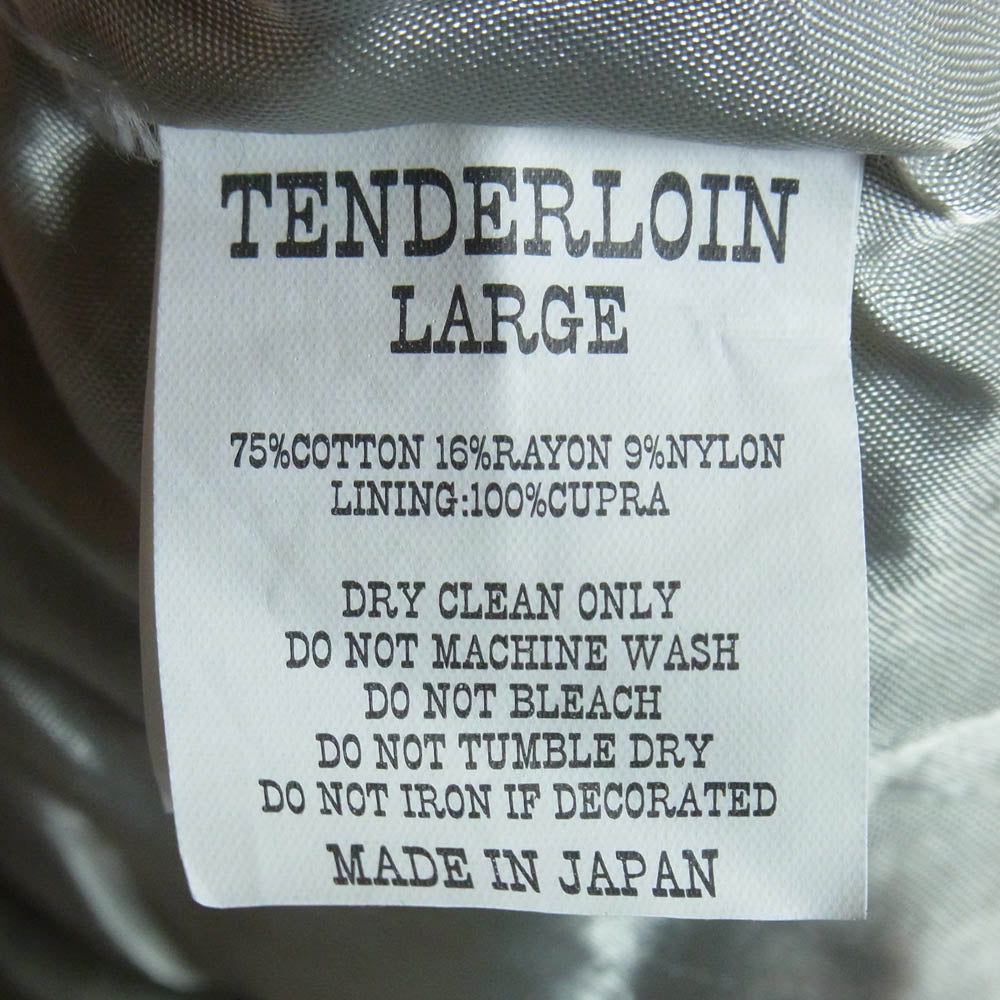 TENDERLOIN
LARGE
75%COTTON 16%RAYON 9%NYLON
LINING:100%CUPRA
DRY CLEAN ONLY
DO NOT MACHINE WASH
DO NOT BLEACH
DO NOT TUMBLE DRY
DO NOT IRON IF DECORATED
MADE IN JAPAN